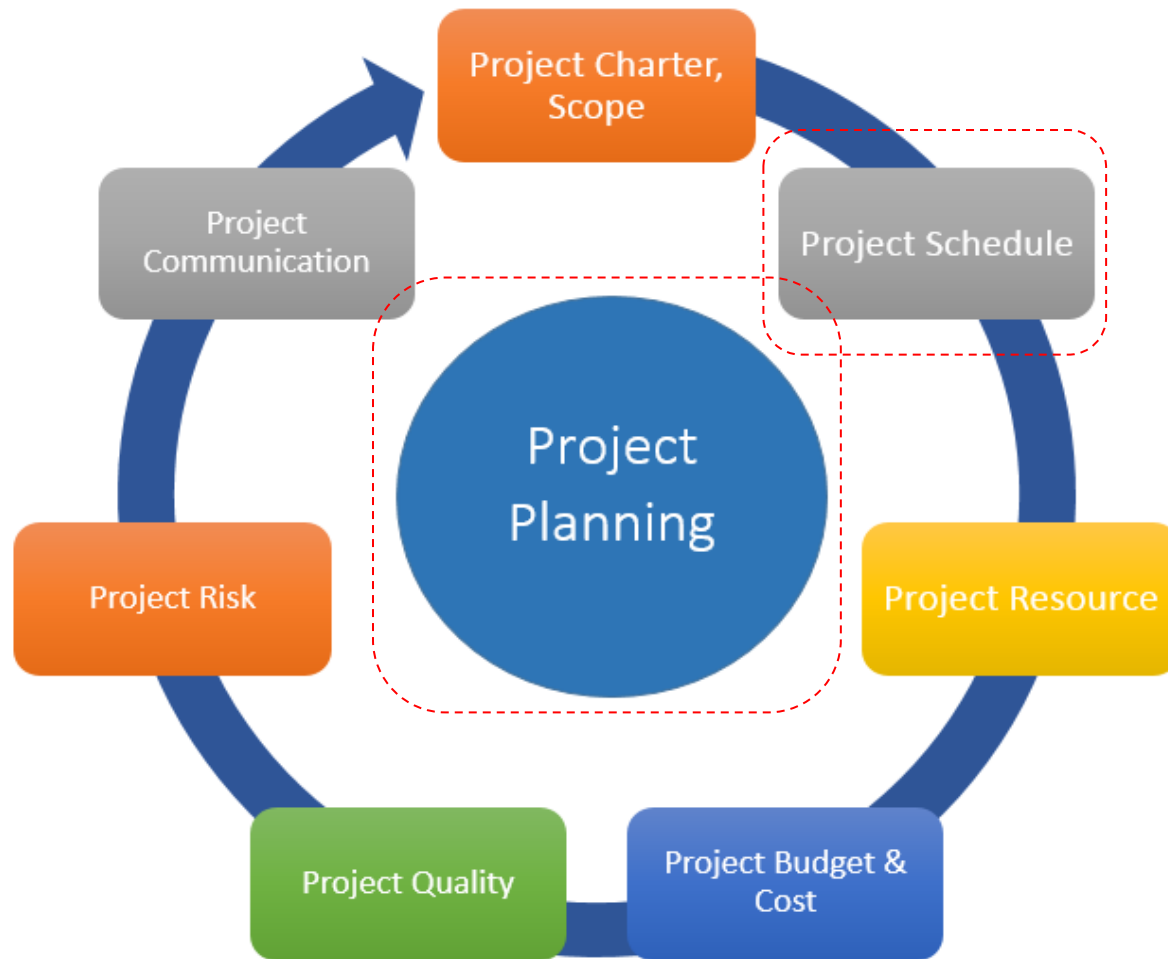 Project Charter,
Scope
Project Schedule
Project Resource
Project Budget &
Cost
Project Quality
Project Risk
Project
Communication
Project
Planning